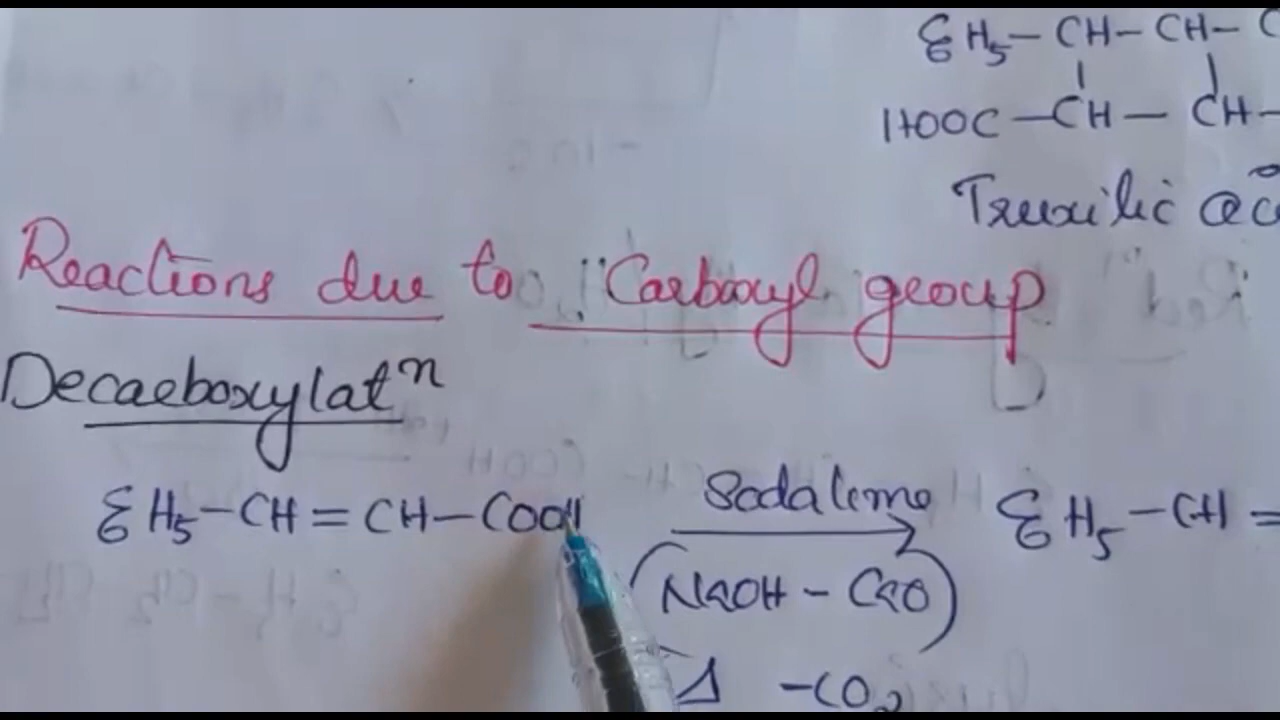 C6H5-CH-CH-C
HOOC-CH-CH-
Truxilic ac
Reactions due to Carboxyl group
Decarboxylatn
C6H5-CH=CH-COOH Sodalime C6H5-CH=
(NaOH-CaO)
Δ -CO2